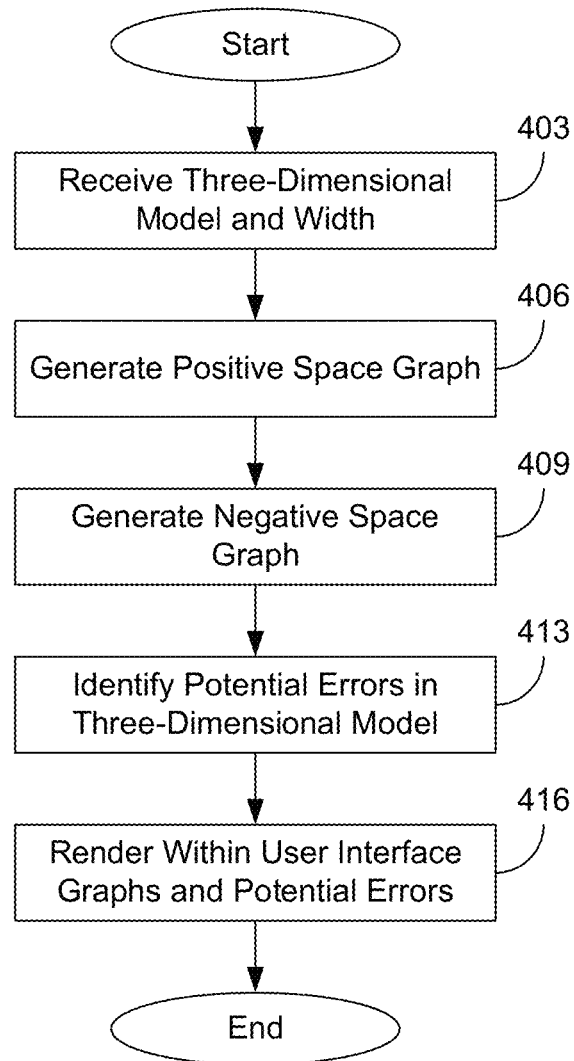 Start
403
Receive Three-Dimensional
Model and Width
406
Generate Positive Space Graph
409
Generate Negative Space
Graph
413
Identify Potential Errors in
Three-Dimensional Model
416
Render Within User Interface
Graphs and Potential Errors
End